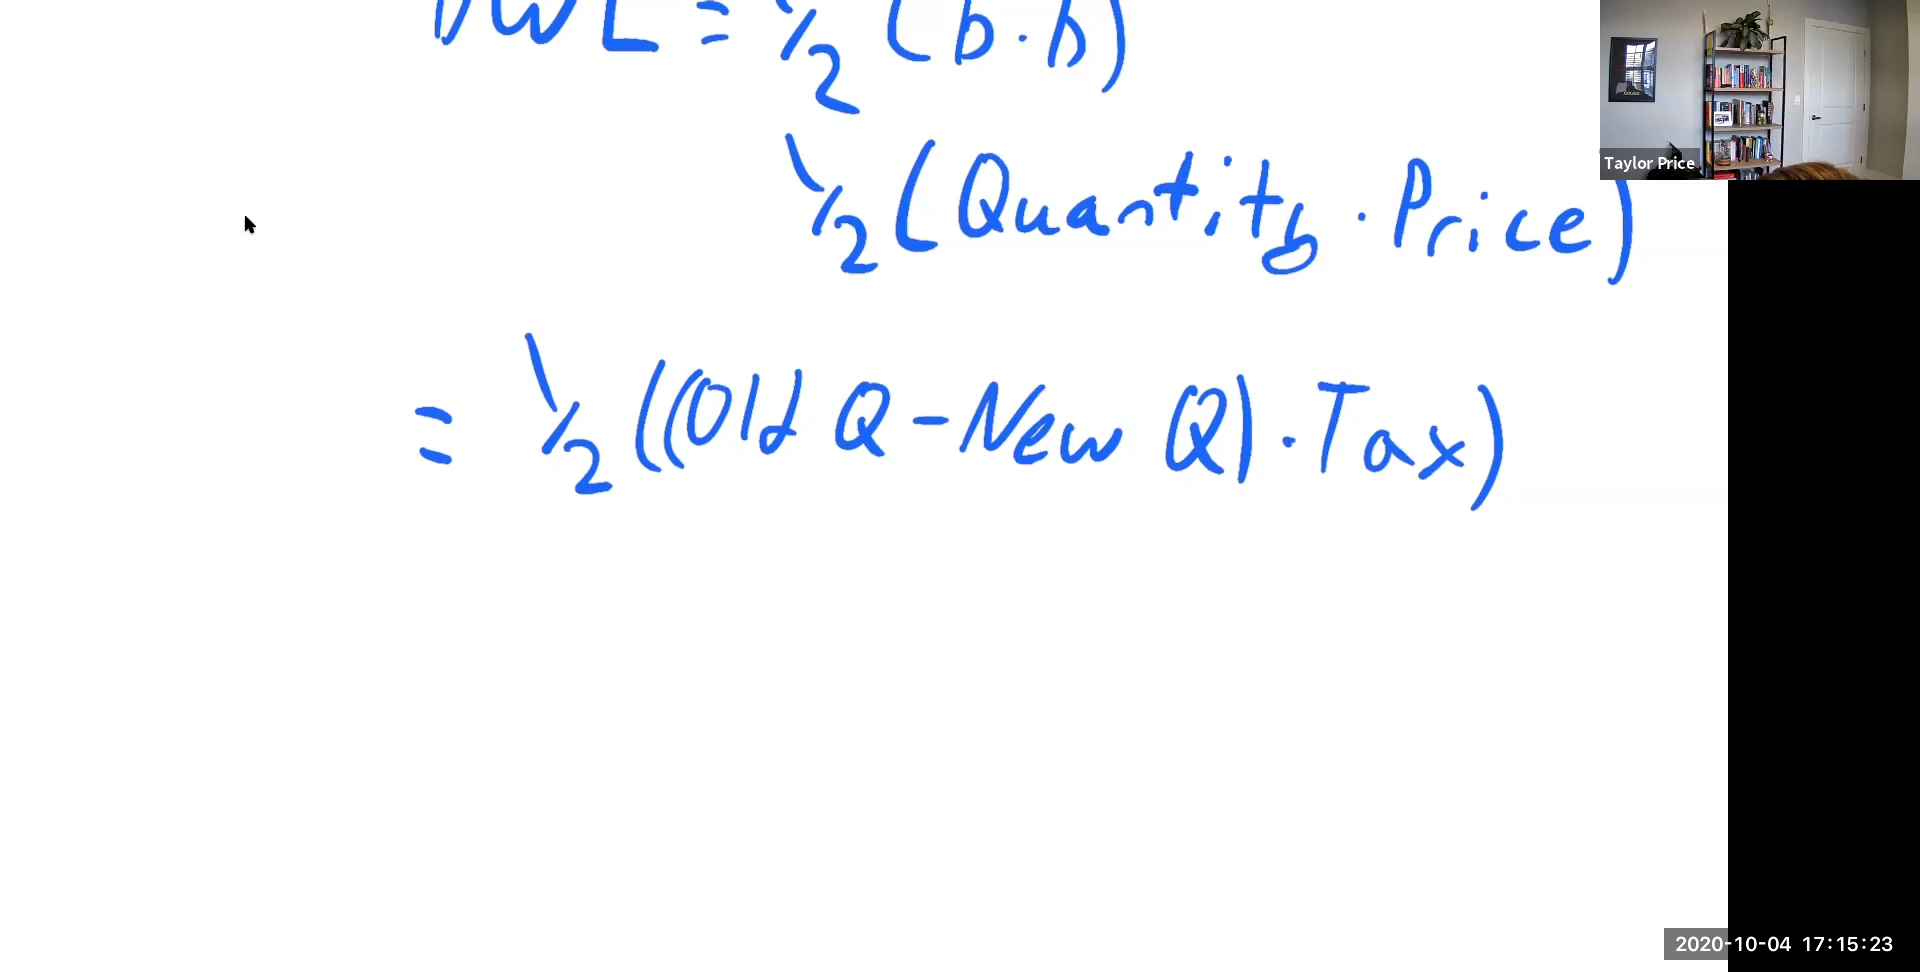 DWL = 1/2 (b · h)
1/2 (Quantity · Price)
= 1/2 ((Old Q - New Q) · Tax)
Taylor Price
2020-10-04 17:15:23